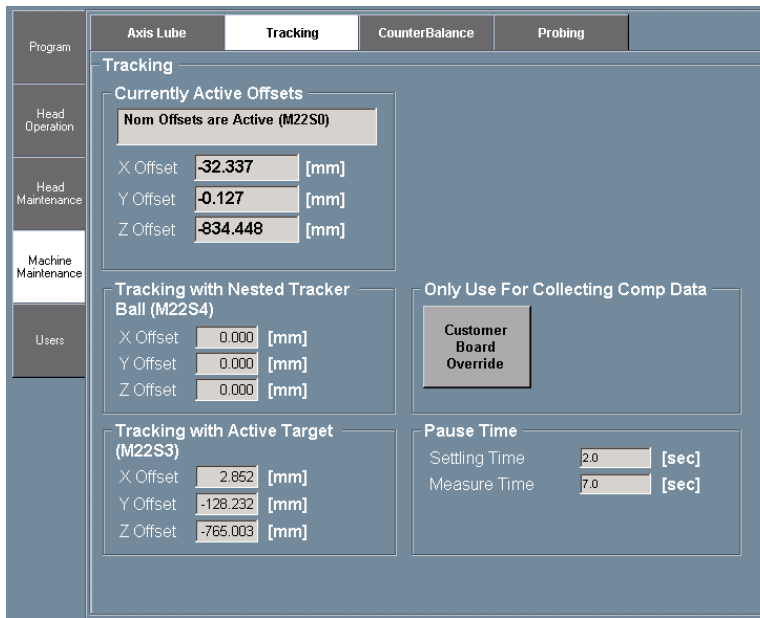 Program
Head
Operation
Head
Maintenance
Machine
Maintenance
Users
Axis Lube
Tracking
CounterBalance
Probing
Tracking
Currently Active Offsets
Nom Offsets are Active (M22S0)
X Offset -32.337 [mm]
Y Offset -0.127 [mm]
Z Offset -834.448 [mm]
Tracking with Nested Tracker
Ball (M22S4)
X Offset 0.000 [mm]
Y Offset 0.000 [mm]
Z Offset 0.000 [mm]
Only Use For Collecting Comp Data
Customer
Board
Override
Tracking with Active Target
(M22S3)
X Offset 2.852 [mm]
Y Offset -128.232 [mm]
Z Offset -765.003 [mm]
Pause Time
Settling Time 2.0 [sec]
Measure Time 7.0 [sec]